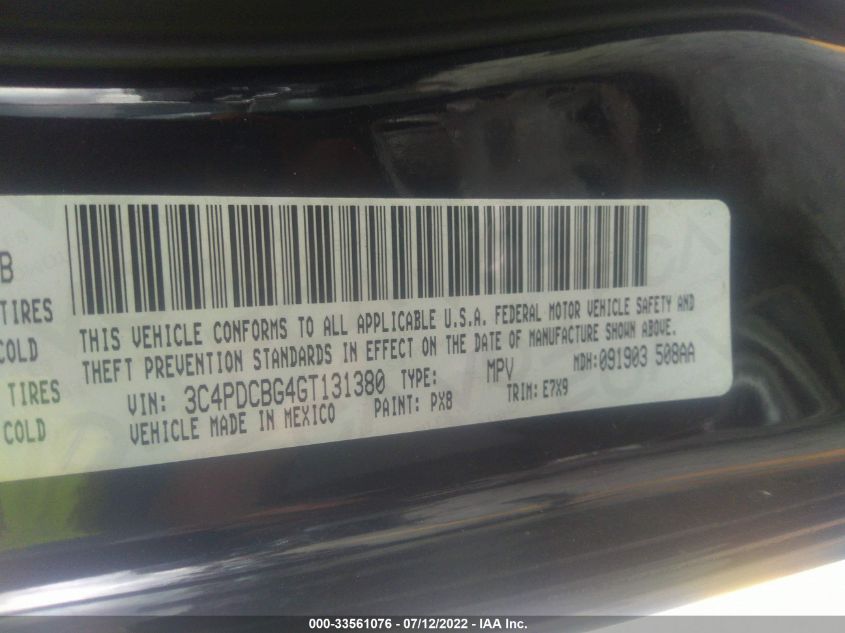 B
TIRES
COLD
TIRES
COLD
THIS VEHICLE CONFORMS TO ALL APPLICABLE U.S.A. FEDERAL MOTOR VEHICLE SAFETY AND
THEFT PREVENTION STANDARDS IN EFFECT ON THE DATE OF MANUFACTURE SHOWN ABOVE.
VIN: 3C4PDCBG4GT131380 TYPE: MPV MDH:091903 508AA
VEHICLE MADE IN MEXICO PAINT: PX8 TRIM: E7X9
000-33561076 - 07/12/2022 - IAA Inc.